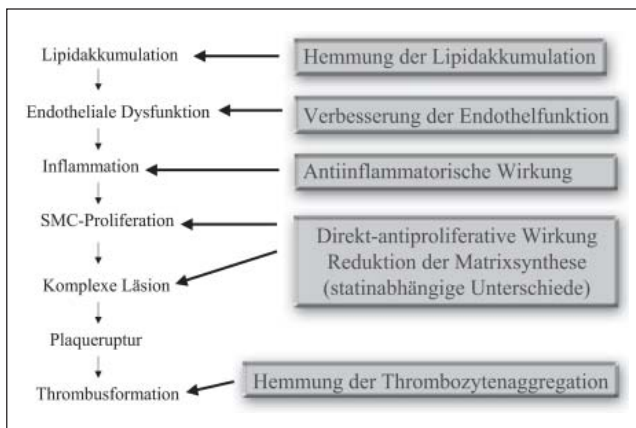 Lipidakkumulation
Hemmung der Lipidakkumulation
Endotheliale Dysfunktion
Verbesserung der Endothelfunktion
Inflammation
Antiinflammatorische Wirkung
SMC-Proliferation
Direkt-antiproliferative Wirkung
Reduktion der Matrixsynthese
(statinabhängige Unterschiede)
Komplexe Läsion
Plaqueruptur
Thrombusformation
Hemmung der Thrombozytenaggregation